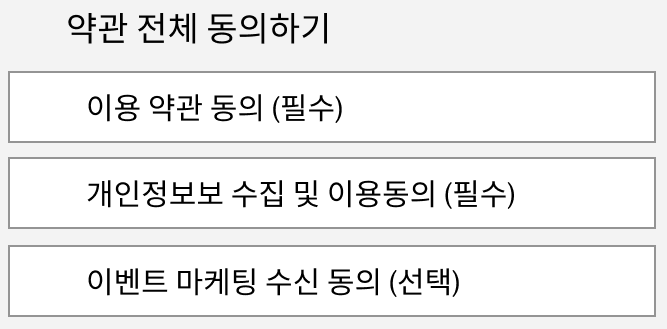 약관 전체 동의하기
이용 약관 동의 (필수)
개인정보보 수집 및 이용동의 (필수)
이벤트 마케팅 수신 동의 (선택)